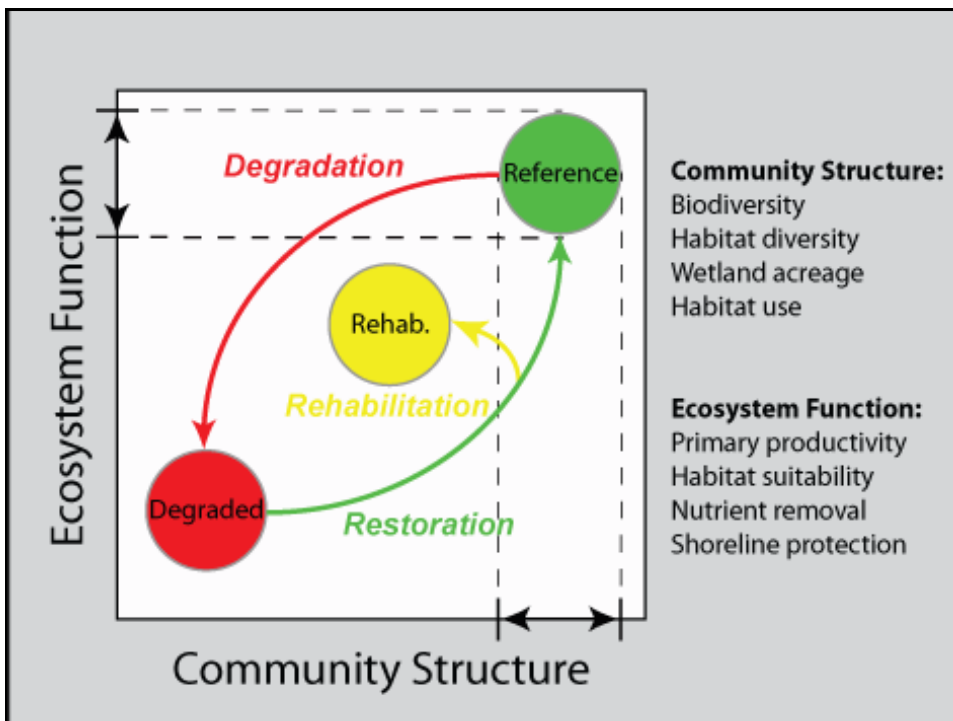 Ecosystem Function
Degradation
Reference
Rehab.
Rehabilitation
Degraded
Restoration
Community Structure
Community Structure:
Biodiversity
Habitat diversity
Wetland acreage
Habitat use
Ecosystem Function:
Primary productivity
Habitat suitability
Nutrient removal
Shoreline protection